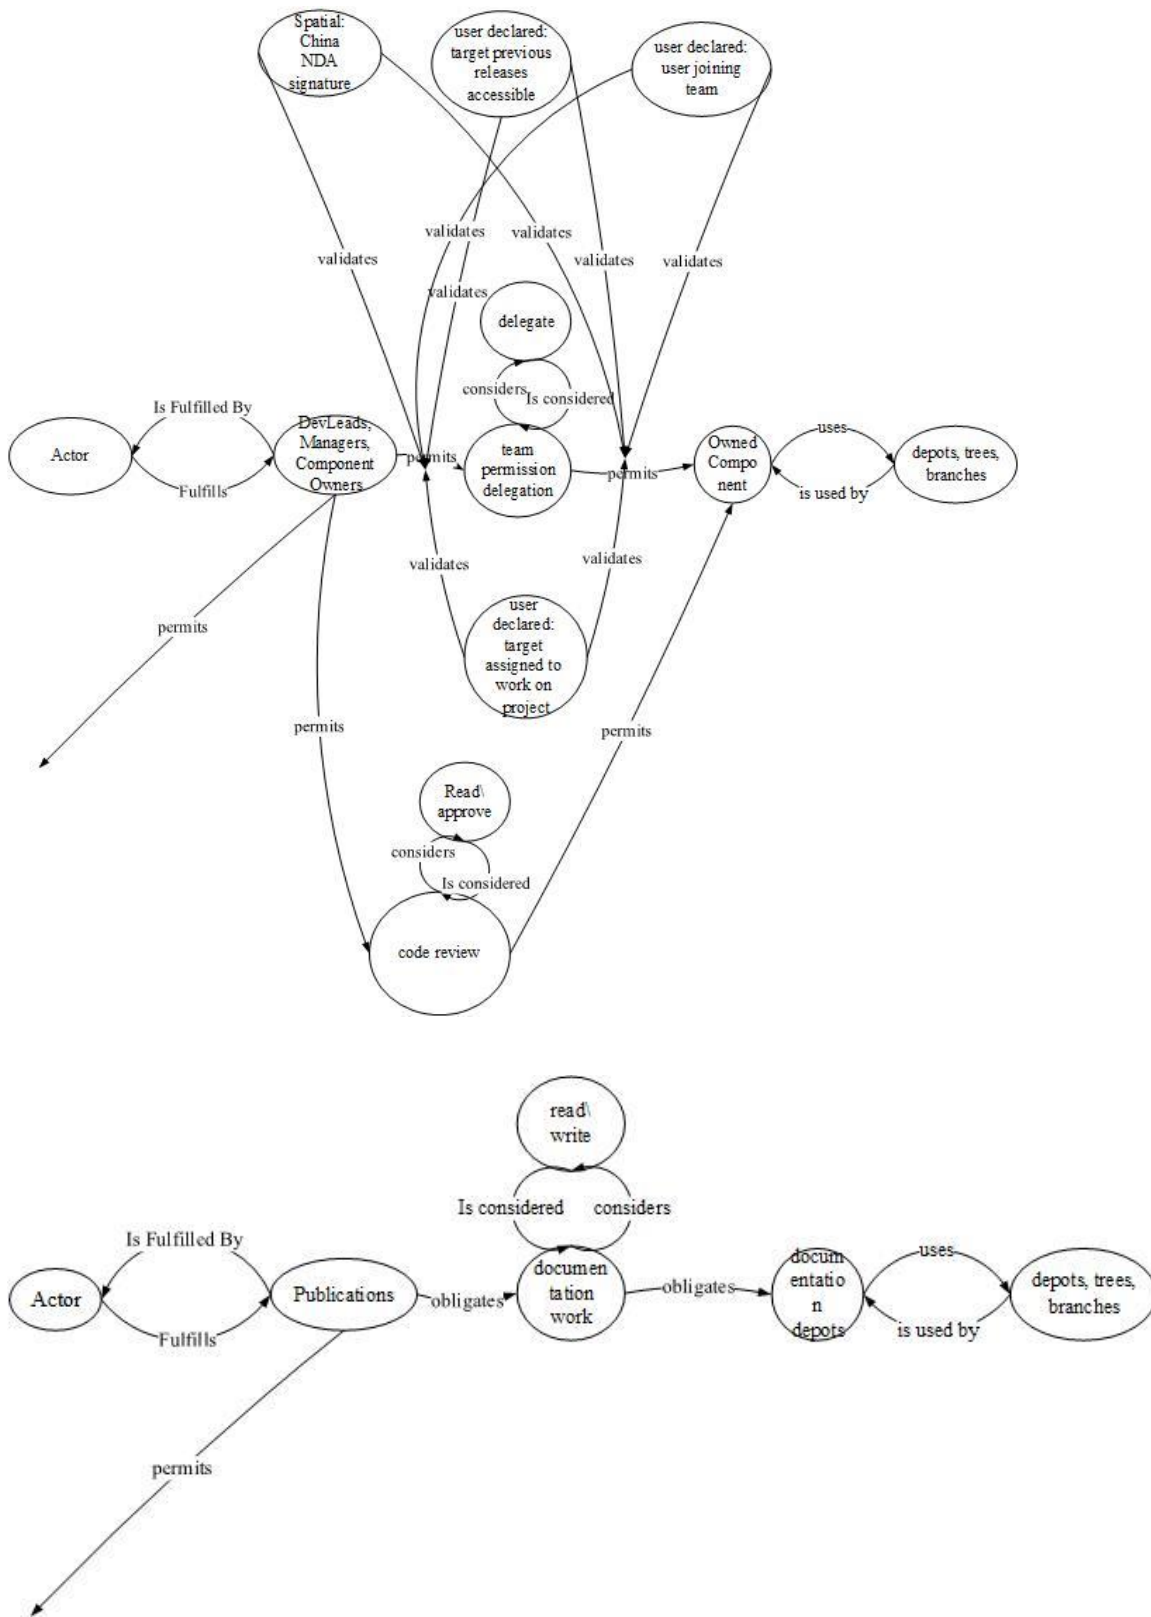 Spatial:
China
NDA
signature
user declared:
target previous
releases
accessible
user declared:
user joining
team
validates
validates
validates
validates
validates
validates
delegate
considers
Is considered
Is Fulfilled By
Actor
Fulfills
DevLeads,
Managers,
Component
Owners
permits
team
permission
delegation
permits
Owned
Compo
nent
uses
is used by
depots, trees,
branches
validates
validates
user
declared:
target
assigned to
work on
project
permits
permits
permits
Read\
approve
considers
Is considered
code review
read\
write
Is considered
considers
Is Fulfilled By
Actor
Fulfills
Publications
obligates
documen
tation
work
obligates
docum
entatio
n
depots
uses
is used by
depots, trees,
branches
permits